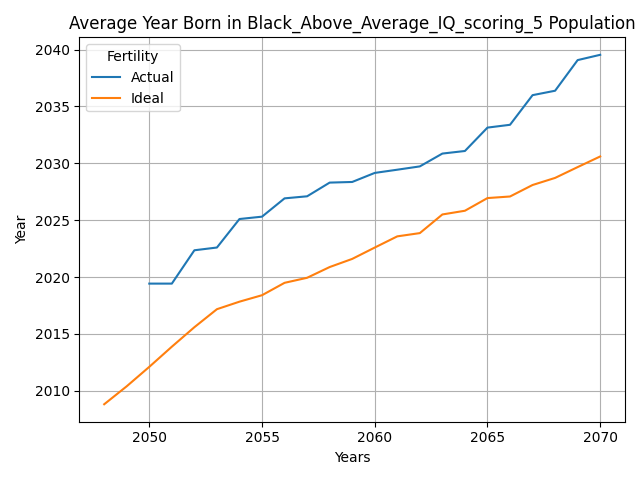 Average Year Born in Black_Above_Average_IQ_scoring_5 Population
2040
2035
2030
2025
2020
2015
2010
Year
Fertility
Actual
Ideal
2050
2055
2060
2065
2070
Years